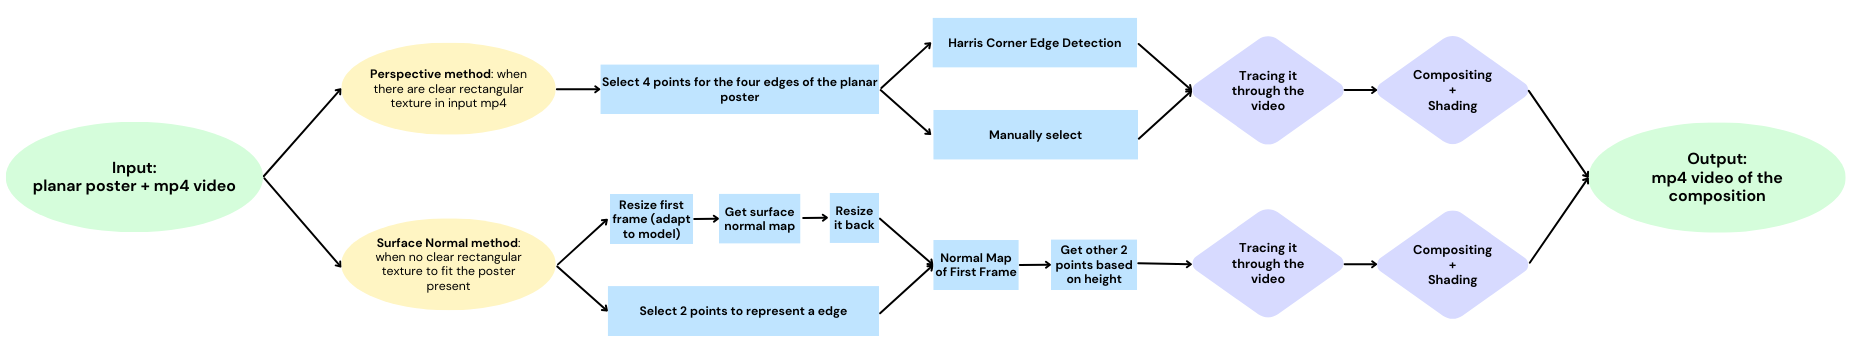 Input:
planar poster + mp4 video
Perspective method: when
there are clear rectangular
texture in input mp4
Select 4 points for the four edges of the planar
poster
Harris Corner Edge Detection
Manually select
Tracing it
through the
video
Compositing
+
Shading
Surface Normal method:
when no clear rectangular
texture to fit the poster
present
Resize first
frame (adapt
to model)
Get surface
normal map
Resize
it back
Select 2 points to represent a edge
Normal Map
of First Frame
Get other 2
points based
on height
Tracing it
through the
video
Compositing
+
Shading
Output:
mp4 video of the
composition